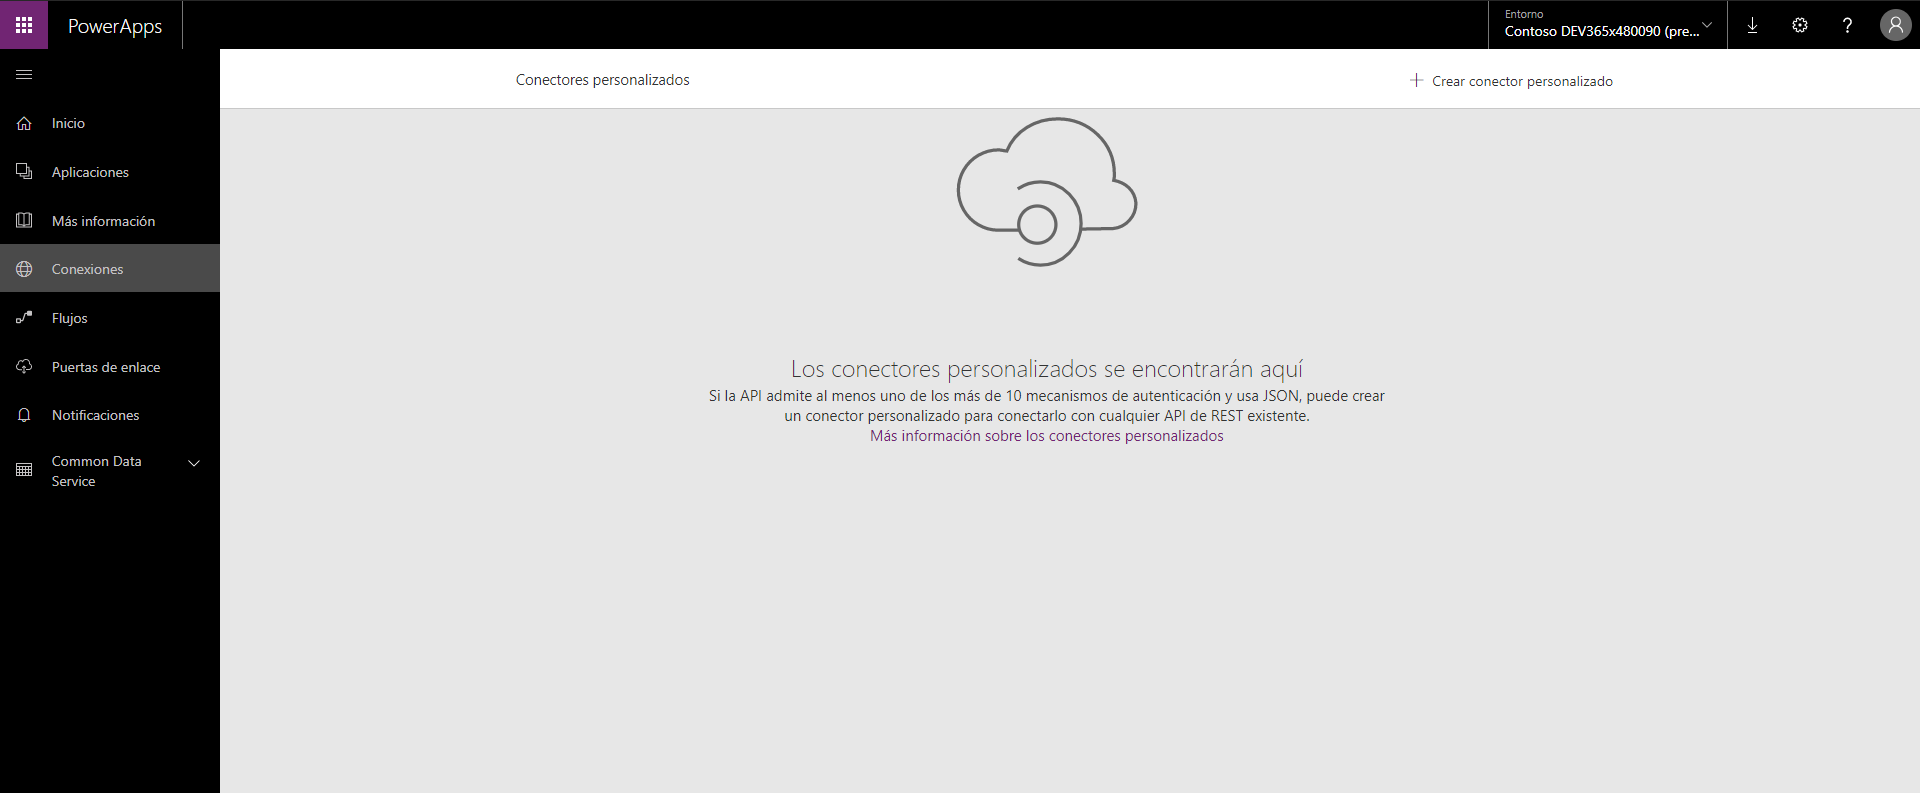 PowerApps
Entorno
Contoso DEV365x480090 (pre...
?
Conectores personalizados
Crear conector personalizado
Inicio
Aplicaciones
Más información
Conexiones
Flujos
Puertas de enlace
Notificaciones
Common Data
Service
Los conectores personalizados se encontrarán aquí
Si la API admite al menos uno de los más de 10 mecanismos de autenticación y usa JSON, puede crear
un conector personalizado para conectarlo con cualquier API de REST existente.
Más información sobre los conectores personalizados